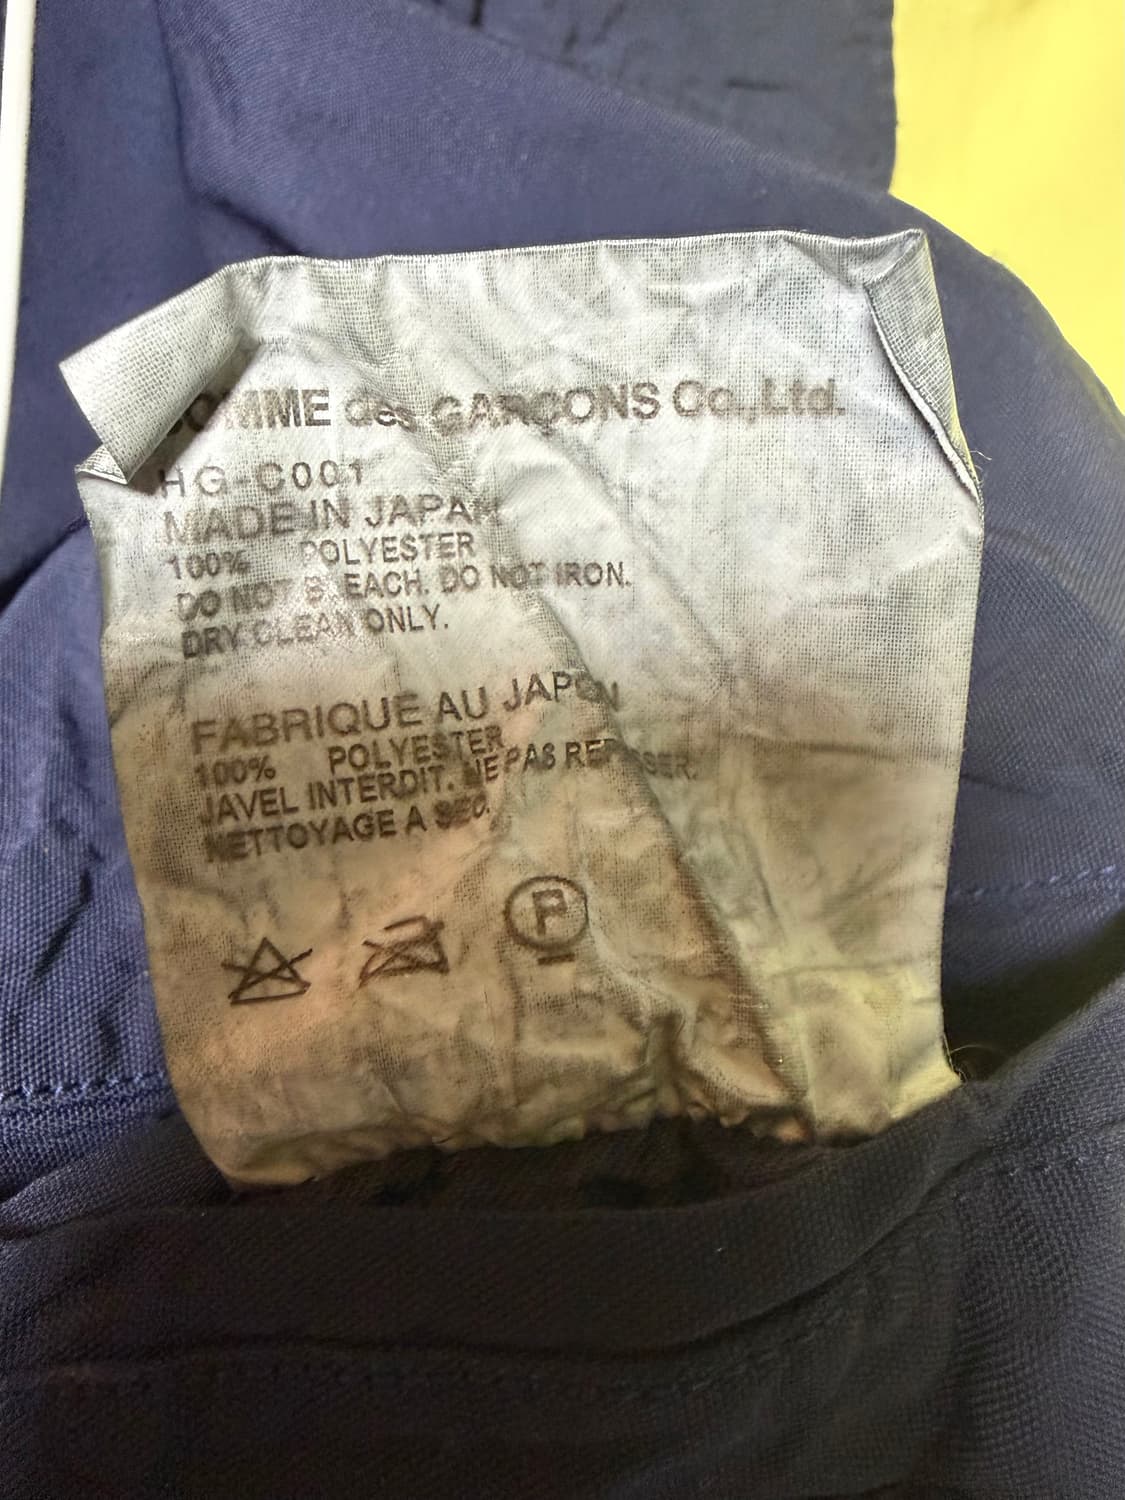 COMME des GARÇONS Co.,Ltd.
HG-C001
MADE IN JAPAN
100% POLYESTER
DO NOT B EACH. DO NOT IRON.
DRY CLEAN ONLY.
FABRIQUE AU JAPON
100% POLYESTER
JAVEL INTERDIT. NE PAS REPASSER.
NETTOYAGE A SEC.
P